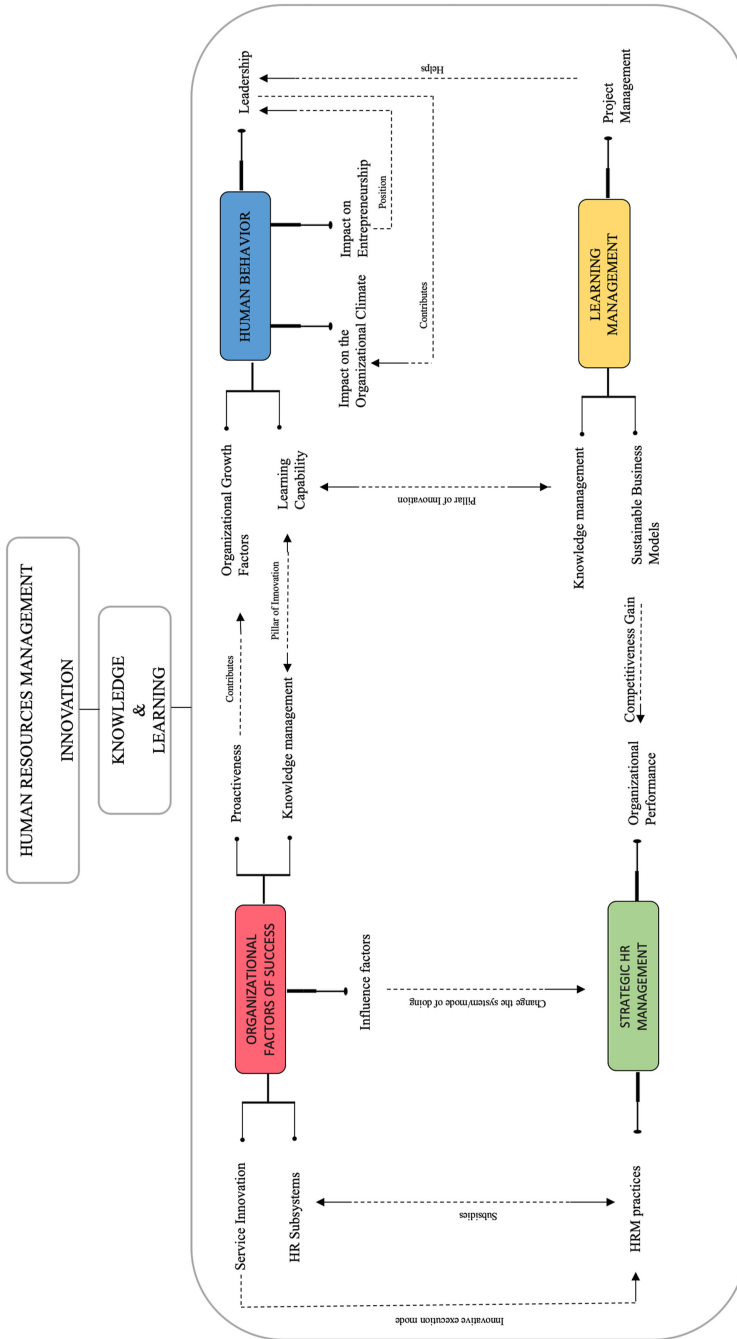 HUMAN RESOURCES MANAGEMENT
INNOVATION
KNOWLEDGE
&
LEARNING
Service Innovation
HR Subsystems
ORGANIZATIONAL
FACTORS OF SUCCESS
Influence factors
Proactiveness
Knowledge management
Contributes
Pillar of Innovation
Organizational Growth
Factors
Learning
Capability
HUMAN BEHAVIOR
Impact on the
Organizational Climate
Impact on
Entrepreneurship
Position
Leadership
Contributes
Innovative execution mode
Subsidies
Change the system/mode of doing
Pillar of Innovation
Helps
HRM practices
STRATEGIC HR
MANAGEMENT
Organizational
Performance
Competitiveness Gain
Knowledge management
Sustainable Business
Models
LEARNING
MANAGEMENT
Project
Management